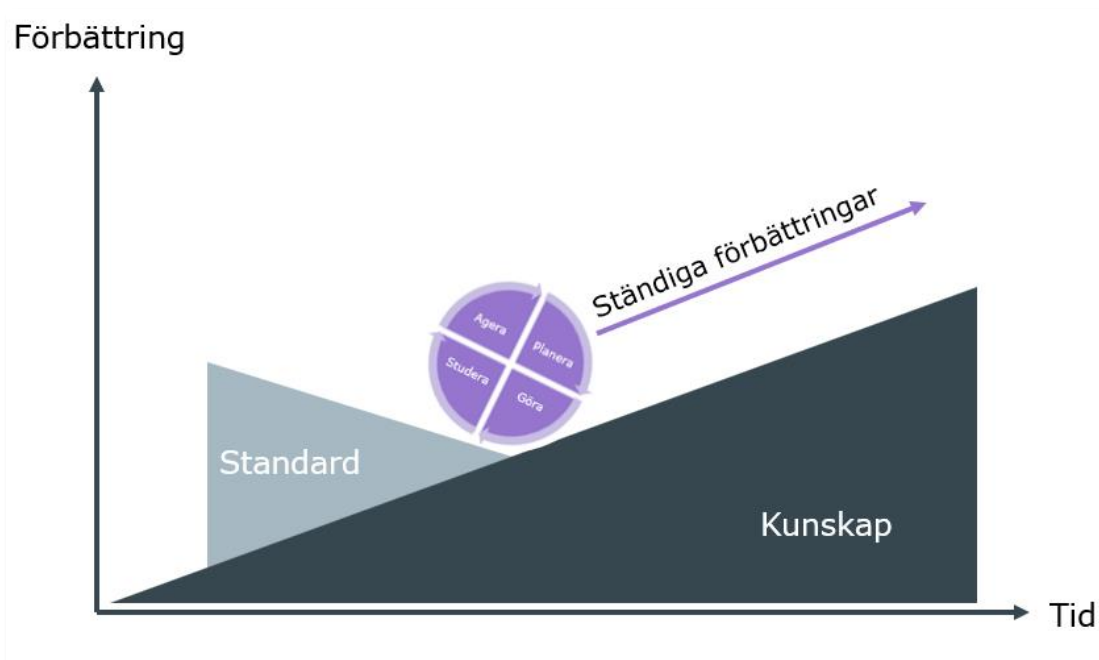 Förbättring
Ständiga förbättringar
Agera
Planera
Studera
Göra
Standard
Kunskap
Tid